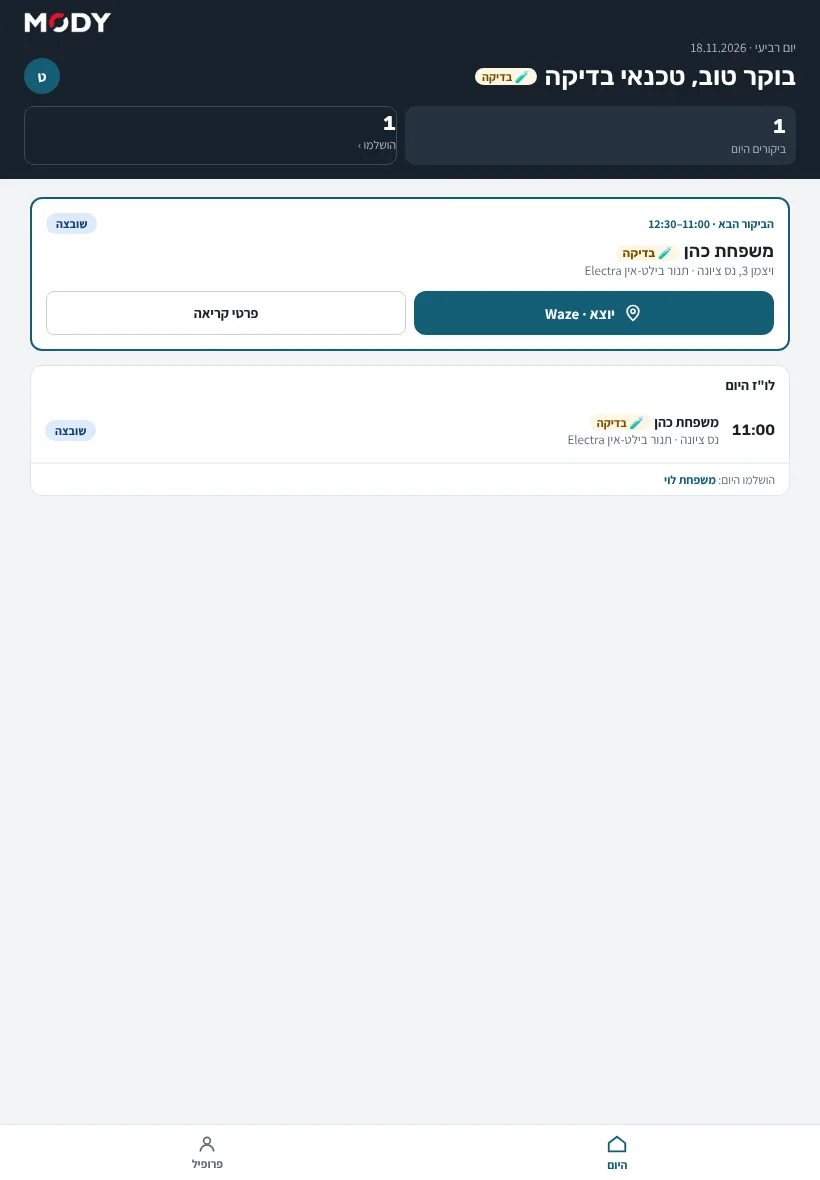 MODY
יום רביעי · 18.11.2026
בוקר טוב, טכנאי בדיקה 🧪 בדיקה
ט
1
ביקורים היום
1
הושלמו ›
הביקור הבא · 11:00–12:30
שובצה
משפחת כהן 🧪 בדיקה
ויצמן 3, נס ציונה · תנור בילט-אין Electra
יוצא · Waze
פרטי קריאה
לו"ז היום
11:00
משפחת כהן 🧪 בדיקה
נס ציונה · תנור בילט-אין Electra
שובצה
הושלמו היום: משפחת לוי
היום
פרופיל